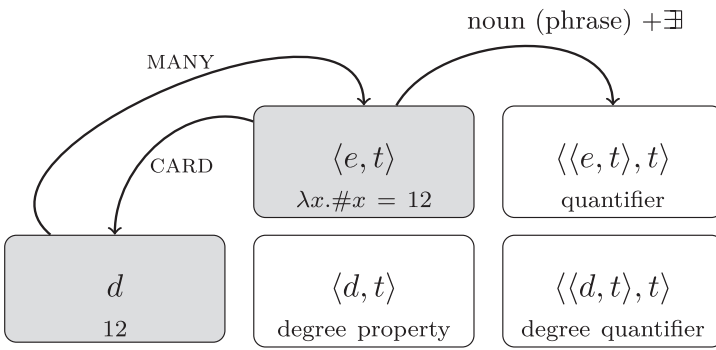 noun (phrase) +∃
MANY
CARD
⟨e, t⟩
λx.#x = 12
⟨⟨e, t⟩, t⟩
quantifier
d
12
⟨d, t⟩
degree property
⟨⟨d, t⟩, t⟩
degree quantifier